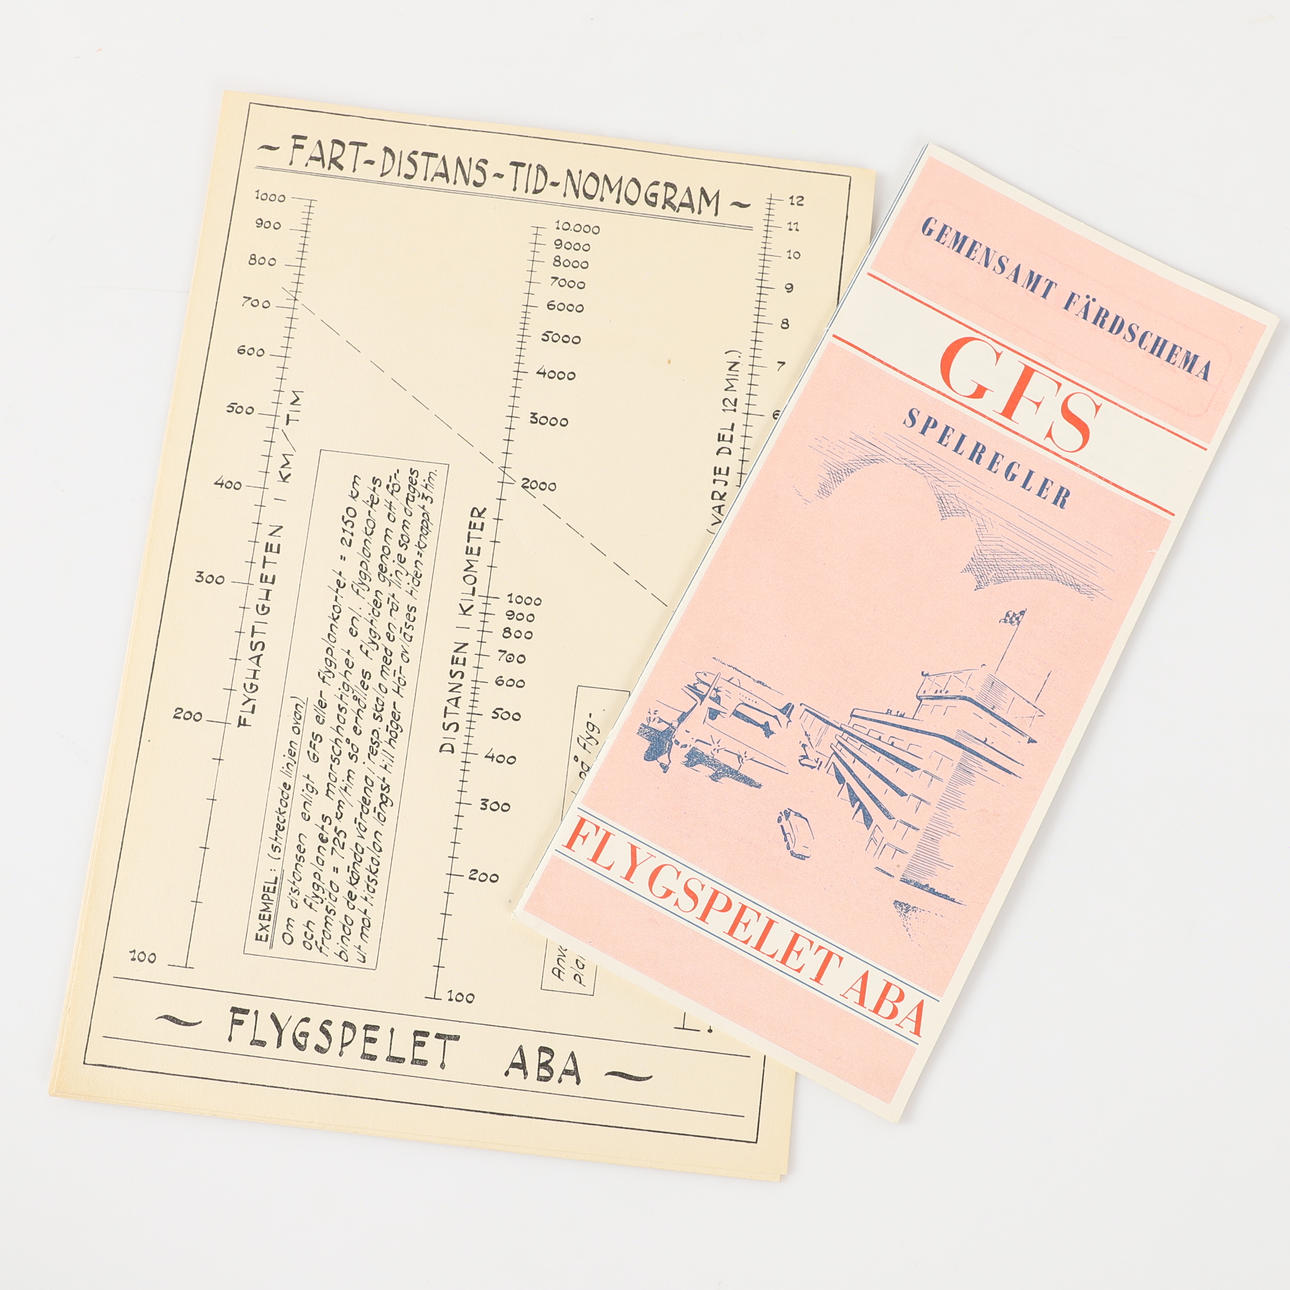 ~ FART-DISTANS-TID-NOMOGRAM ~
1000
900
800
700
600
500
400
300
200
100
FLYGHASTIGHETEN I KM/TIM
EXEMPEL: (streckade linjen ovan)
Om distansen enligt GFS eller flygplankortet = 2150 km
och flygplanets marschhastighet enl. flygplankortets
framsida = 725 km/tim så erhålles flygtiden genom att för-
binda de kända värdena i resp. skala med en rät linje som drages
ut mot tidskalan längst till höger. Här avläses tiden = knappt 3 tim.
10.000
9000
8000
7000
6000
5000
4000
3000
2000
1000
900
800
700
600
500
400
300
200
100
DISTANSEN I KILOMETER
12
11
10
9
8
7
6
(VARJE DEL 12 MIN.)
på flyg-
~ FLYGSPELET ABA ~
GEMENSAMT FÄRDSCHEMA
GFS
SPELREGLER
FLYGSPELET ABA